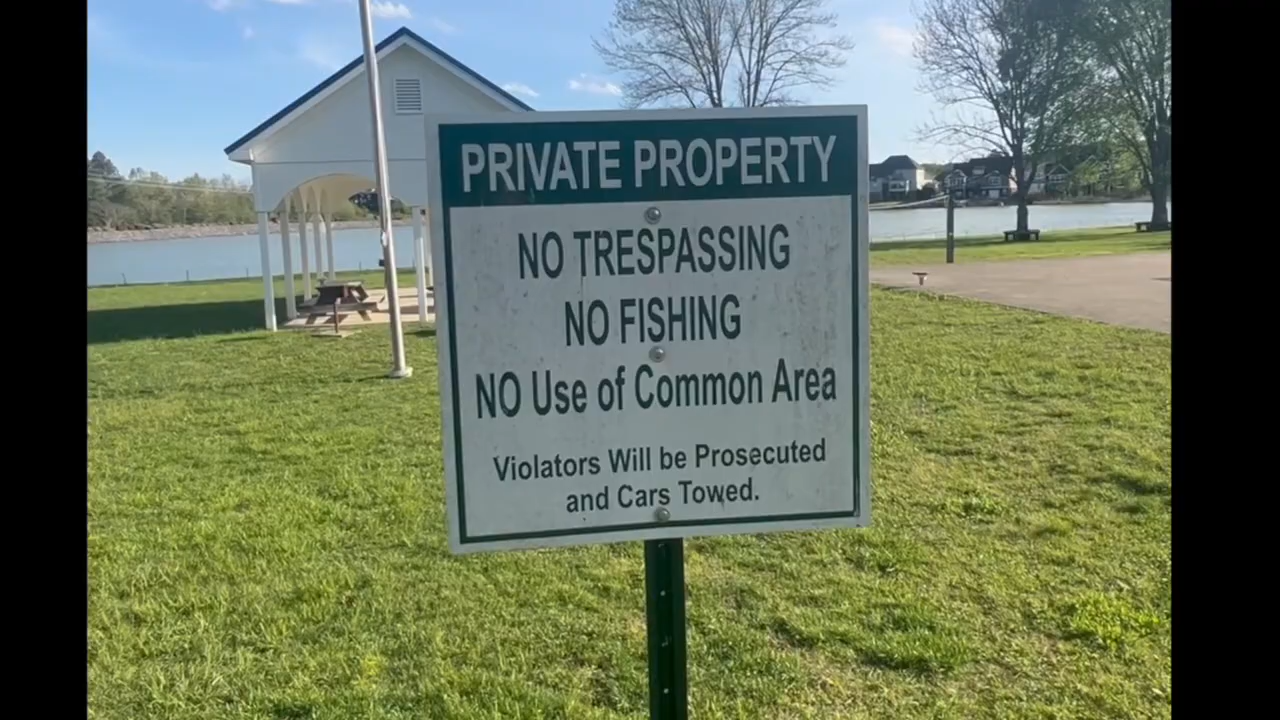 PRIVATE PROPERTY
NO TRESPASSING
NO FISHING
NO Use of Common Area
Violators Will be Prosecuted
and Cars Towed.